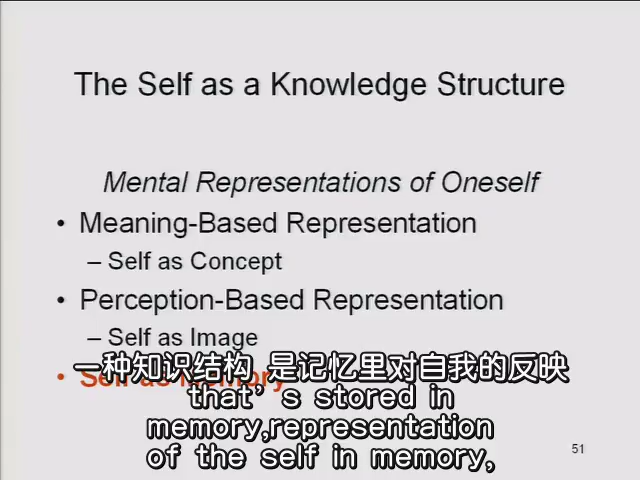 The Self as a Knowledge Structure
Mental Representations of Oneself
• Meaning-Based Representation
– Self as Concept
• Perception-Based Representation
– Self as Image
• Self as Memory
一种知识结构 是记忆里对自我的反映
that's stored in
memory,representation
of the self in memory,
51